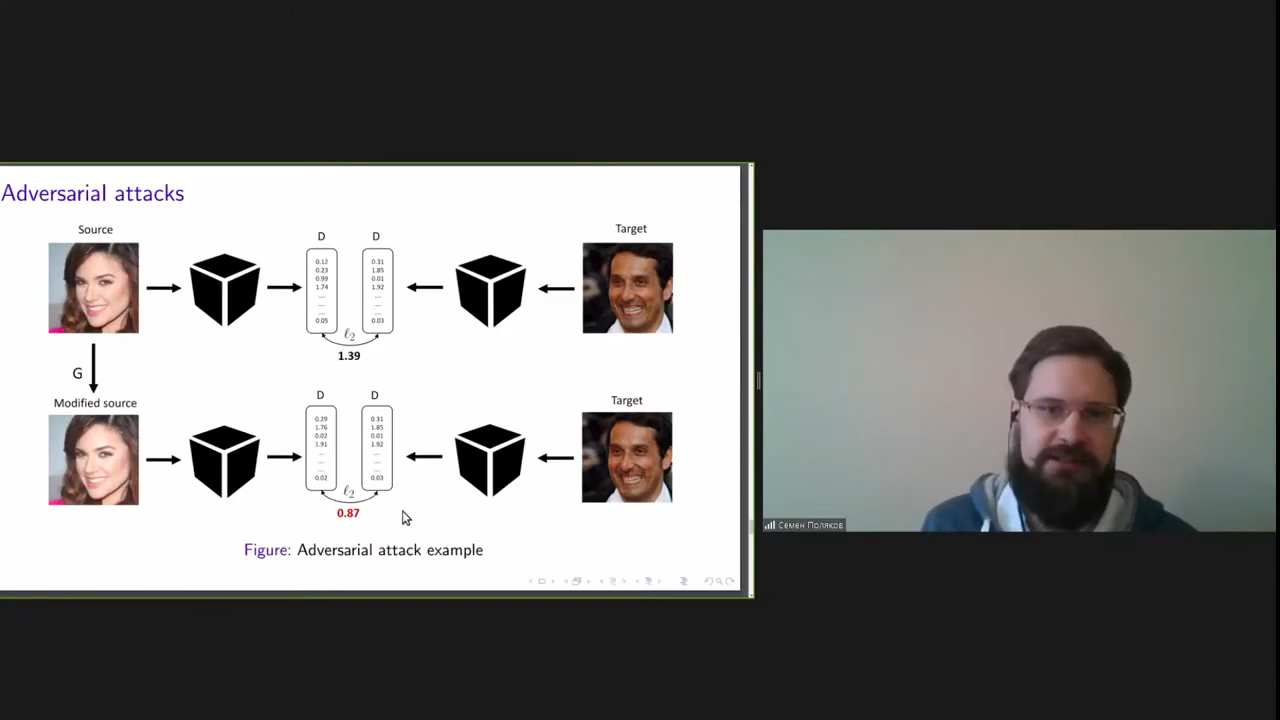 Adversarial attacks
Source
D
D
Target
0.12
0.23
0.99
1.74
...
...
...
0.05
0.31
1.85
0.01
1.92
...
...
...
0.03
ℓ2
1.39
G
Modified source
D
D
Target
0.29
1.76
0.02
1.91
...
...
...
0.02
0.31
1.85
0.01
1.92
...
...
...
0.03
ℓ2
0.87
Figure: Adversarial attack example
Семен Поляков